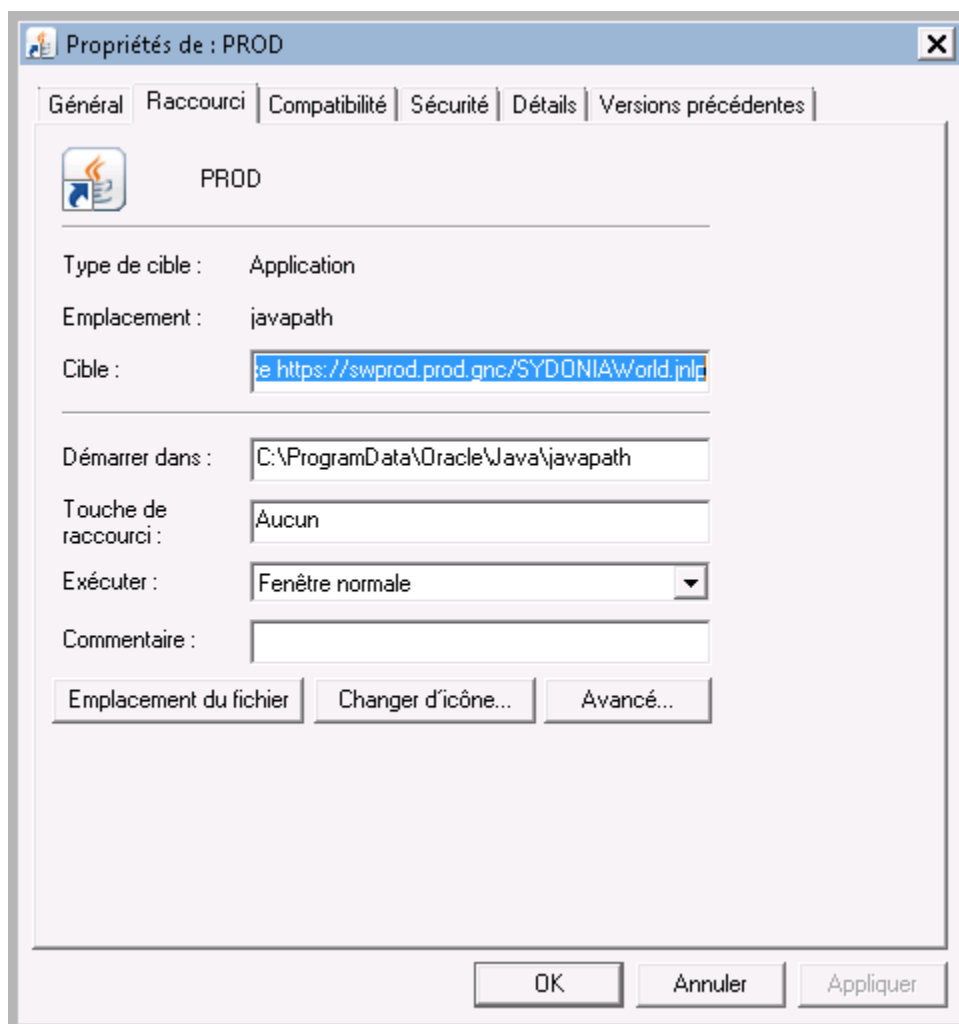 Propriétés de : PROD
Général Raccourci Compatibilité Sécurité Détails Versions précédentes
PROD
Type de cible : Application
Emplacement : javapath
Cible : https://swprod.prod.gnc/SYDONIAWorld.jnlp
Démarrer dans : C:\ProgramData\Oracle\Java\javapath
Touche de
raccourci : Aucun
Exécuter : Fenêtre normale
Commentaire :
Emplacement du fichier Changer d'icône... Avancé...
OK Annuler Appliquer